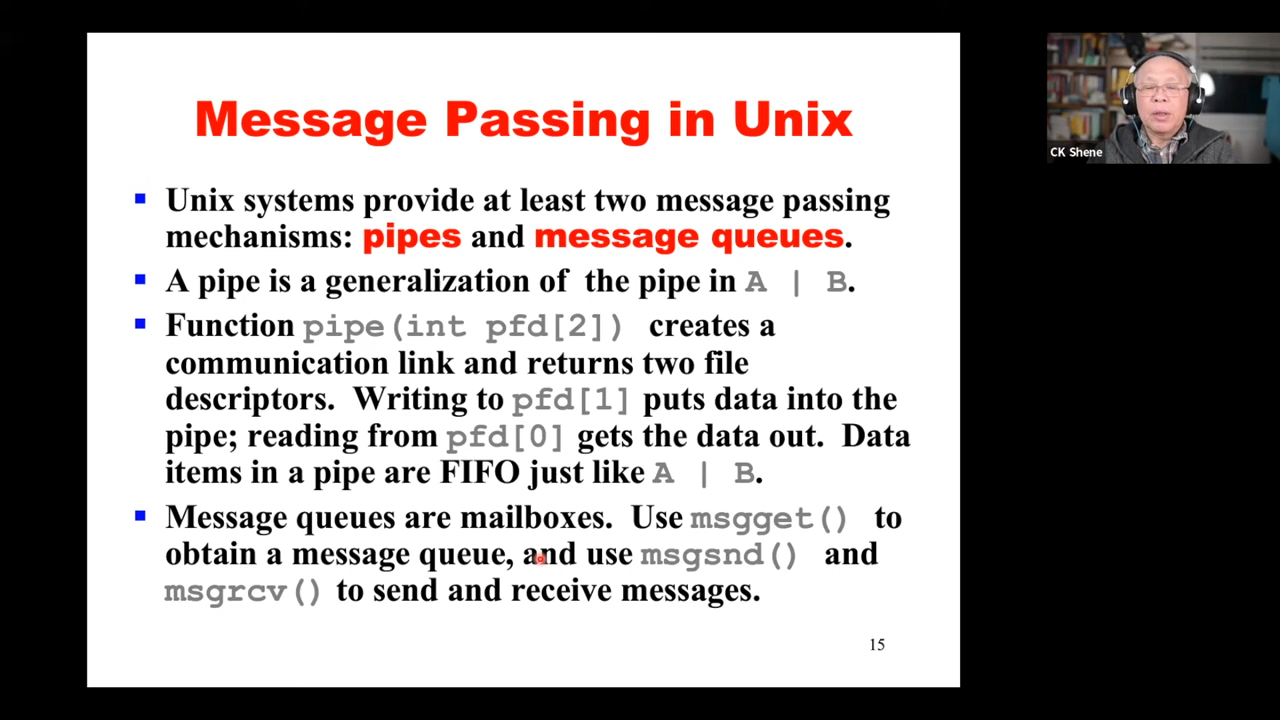 Message Passing in Unix
Unix systems provide at least two message passing
mechanisms: pipes and message queues.
A pipe is a generalization of the pipe in A | B.
Function pipe(int pfd[2]) creates a
communication link and returns two file
descriptors. Writing to pfd[1] puts data into the
pipe; reading from pfd[0] gets the data out. Data
items in a pipe are FIFO just like A | B.
Message queues are mailboxes. Use msgget() to
obtain a message queue, and use msgsnd() and
msgrcv() to send and receive messages.
15
CK Shene